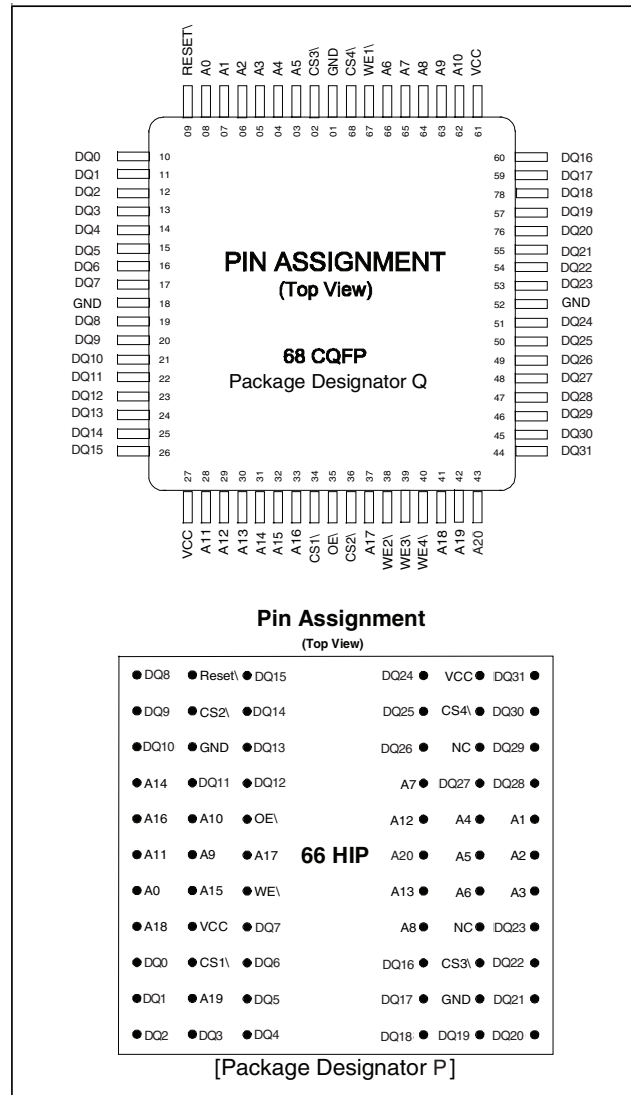 RESET\ A0 A1 A2 A3 A4 A5 CS3\ GND CS4\ WE1\ A6 A7 A8 A9 A10 VCC
09 08 07 06 05 04 03 02 01 68 67 66 65 64 63 62 61
DQ0 10 60 DQ16
DQ1 11 59 DQ17
DQ2 12 78 DQ18
DQ3 13 57 DQ19
DQ4 14 76 DQ20
DQ5 15 55 DQ21
DQ6 16 54 DQ22
DQ7 17 53 DQ23
GND 18 52 GND
DQ8 19 51 DQ24
DQ9 20 50 DQ25
DQ10 21 49 DQ26
DQ11 22 48 DQ27
DQ12 23 47 DQ28
DQ13 24 46 DQ29
DQ14 25 45 DQ30
DQ15 26 44 DQ31
PIN ASSIGNMENT
(Top View)
68 CQFP
Package Designator Q
27 28 29 30 31 32 33 34 35 36 37 38 39 40 41 42 43
VCC A11 A12 A13 A14 A15 A16 CS1\ OE\ CS2\ A17 WE2\ WE3\ WE4\ A18 A19 A20
Pin Assignment
(Top View)
DQ8 Reset\ DQ15 DQ24 VCC DQ31
DQ9 CS2\ DQ14 DQ25 CS4\ DQ30
DQ10 GND DQ13 DQ26 NC DQ29
A14 DQ11 DQ12 A7 DQ27 DQ28
A16 A10 OE\ A12 A4 A1
A11 A9 A17 66 HIP A20 A5 A2
A0 A15 WE\ A13 A6 A3
A18 VCC DQ7 A8 NC DQ23
DQ0 CS1\ DQ6 DQ16 CS3\ DQ22
DQ1 A19 DQ5 DQ17 GND DQ21
DQ2 DQ3 DQ4 DQ18 DQ19 DQ20
[Package Designator P]